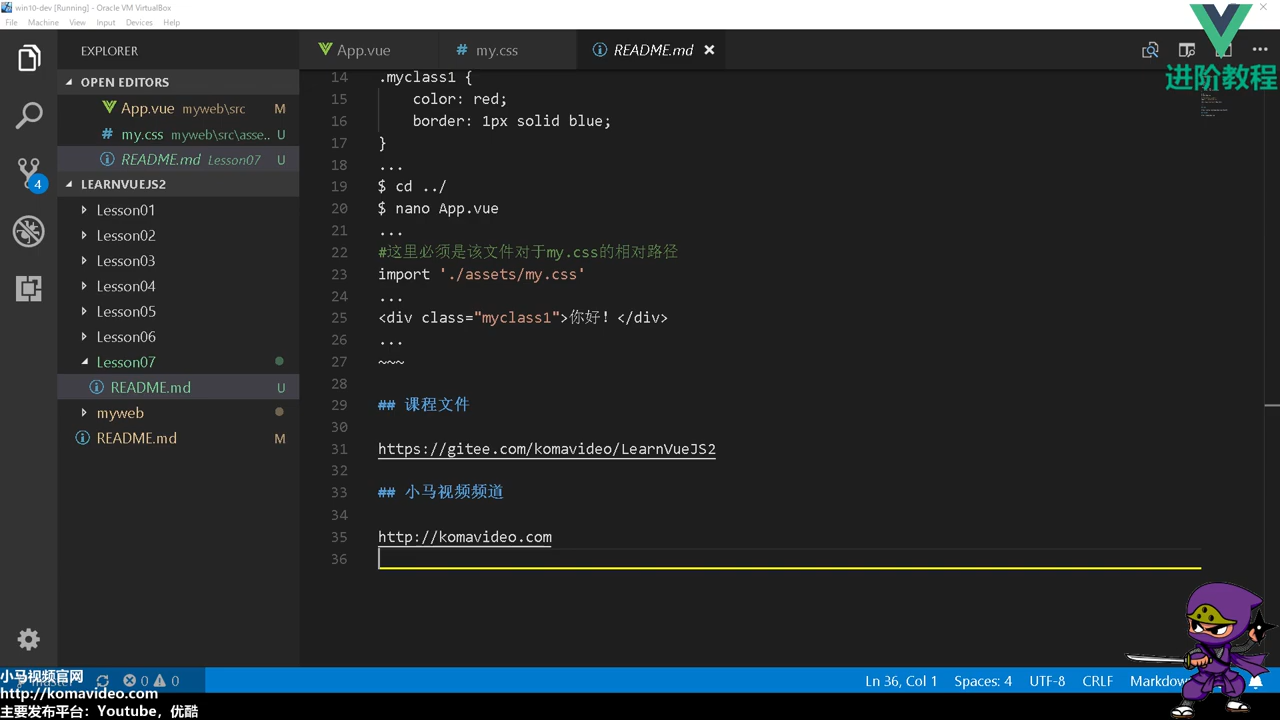 win10-dev [Running] - Oracle VM VirtualBox
File Machine View Input Devices Help
EXPLORER
OPEN EDITORS
App.vue myweb\src M
my.css myweb\src\asse.. U
README.md Lesson07 U
LEARNVUEJS2
Lesson01
Lesson02
Lesson03
Lesson04
Lesson05
Lesson06
Lesson07
README.md U
myweb
README.md M
4
App.vue
# my.css
README.md
进阶教程
14 .myclass1 {
15 color: red;
16 border: 1px solid blue;
17 }
18 ...
19 $ cd ../
20 $ nano App.vue
21 ...
22 #这里必须是该文件对于my.css的相对路径
23 import './assets/my.css'
24 ...
25 <div class="myclass1">你好！</div>
26 ...
27 ~~~
28
29 ## 课程文件
30
31 https://gitee.com/komavideo/LearnVueJS2
32
33 ## 小马视频频道
34
35 http://komavideo.com
36
小马视频官网
http://komavideo.com
主要发布平台：Youtube，优酷
0 0
Ln 36, Col 1 Spaces: 4 UTF-8 CRLF